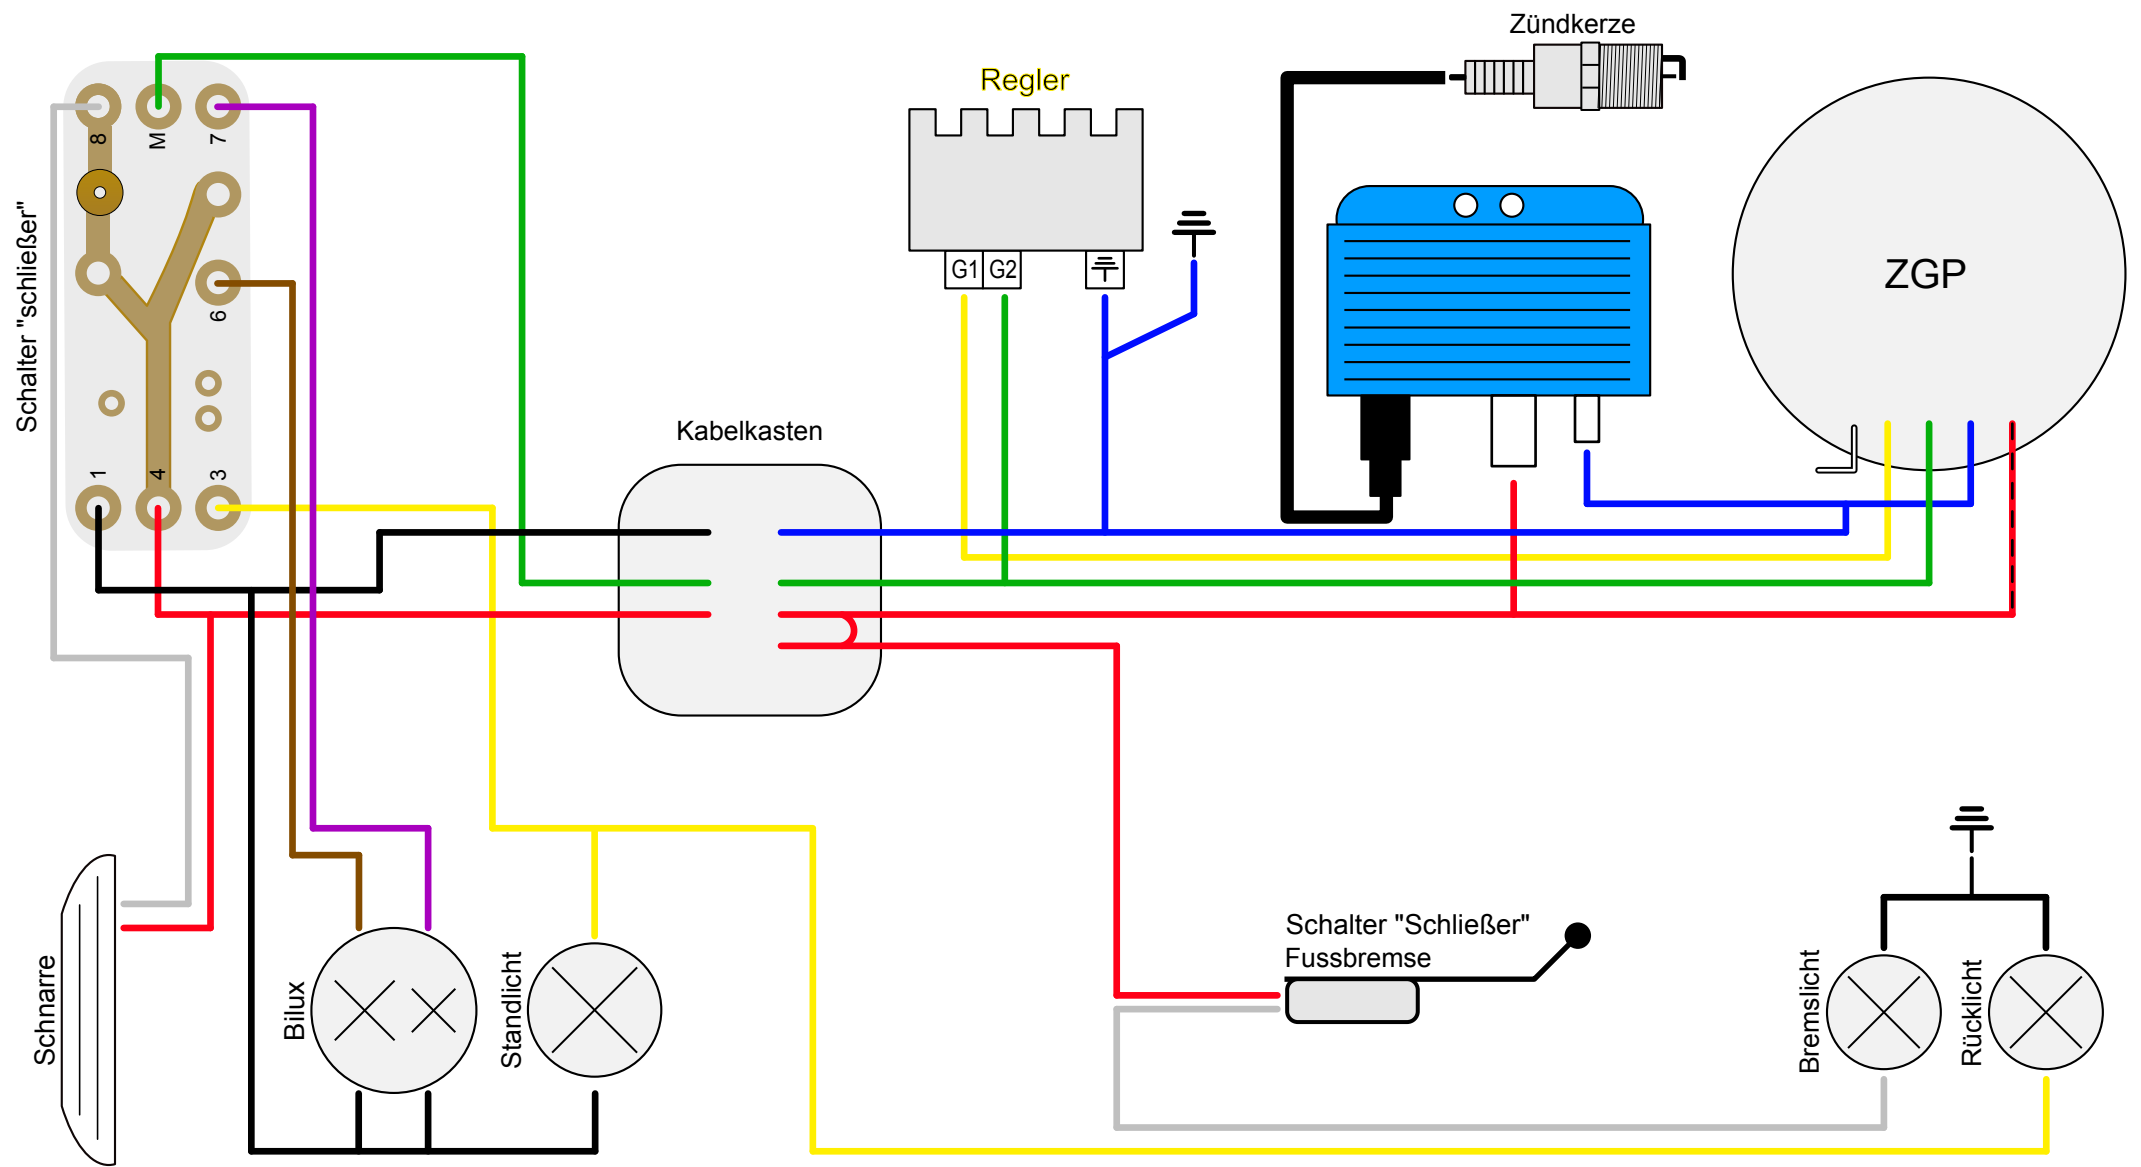 Zündkerze
Regler
8
M
7
Schalter "schließer"
G1
G2
ZGP
6
Kabelkasten
1
4
3
Schalter "Schließer"
Fussbremse
Schnarre
Bilux
Standlicht
Bremslicht
Rücklicht